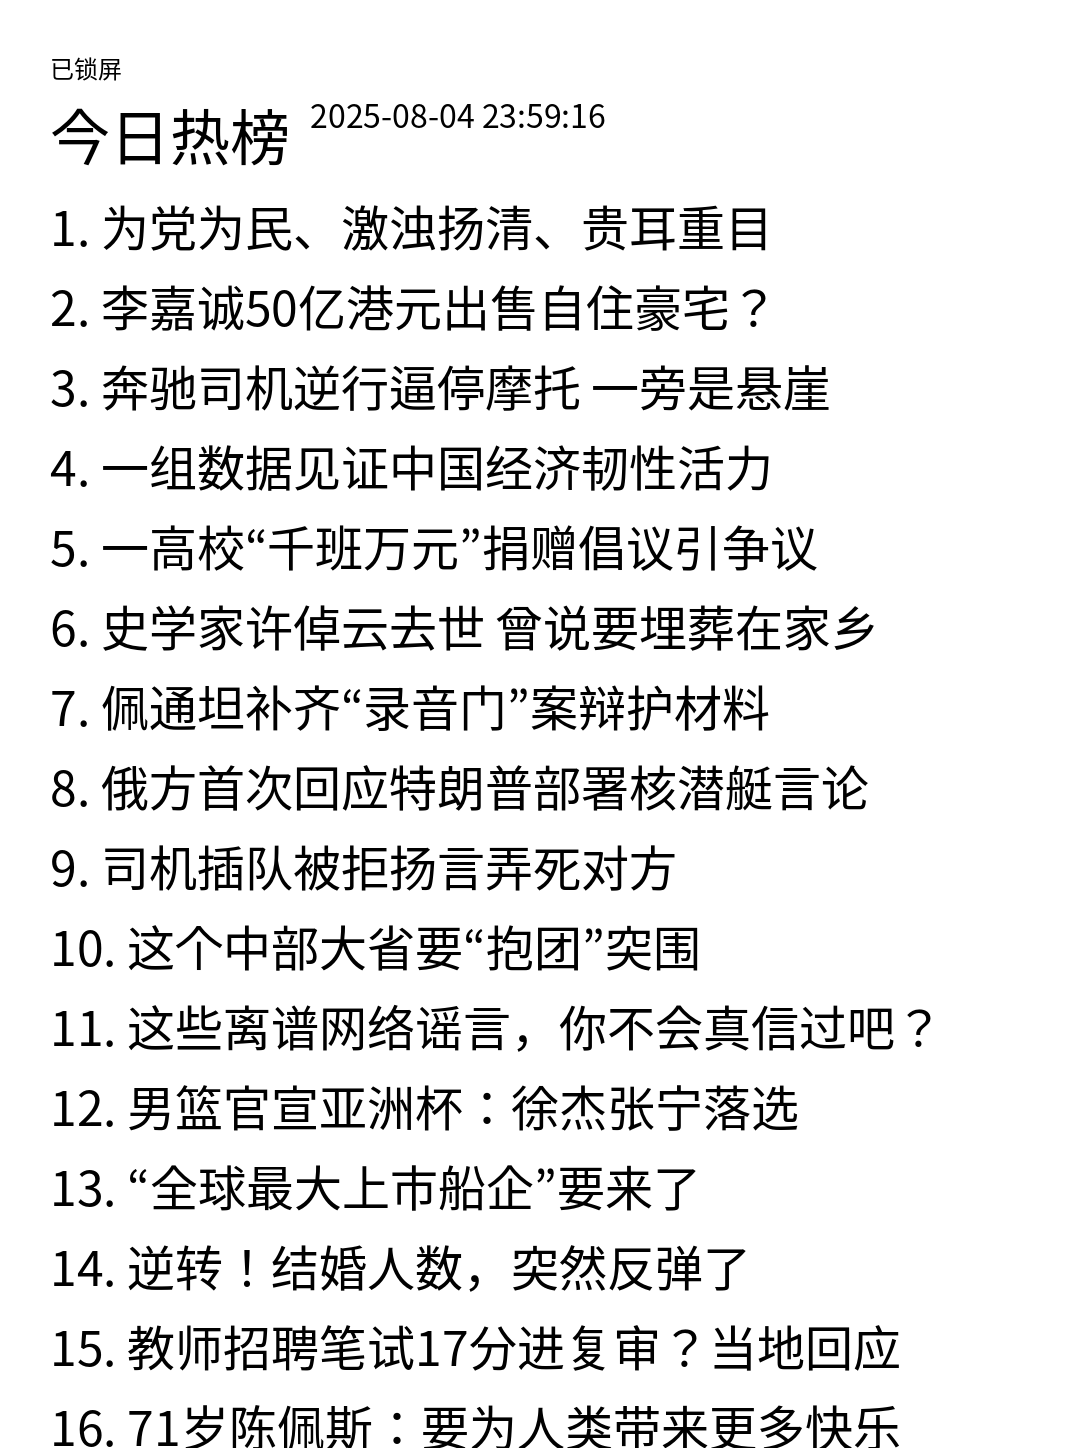 已锁屏
今日热榜 2025-08-04 23:59:16
1. 为党为民、激浊扬清、贵耳重目
2. 李嘉诚50亿港元出售自住豪宅？
3. 奔驰司机逆行逼停摩托 一旁是悬崖
4. 一组数据见证中国经济韧性活力
5. 一高校“千班万元”捐赠倡议引争议
6. 史学家许倬云去世 曾说要埋葬在家乡
7. 佩通坦补齐“录音门”案辩护材料
8. 俄方首次回应特朗普部署核潜艇言论
9. 司机插队被拒扬言弄死对方
10. 这个中部大省要“抱团”突围
11. 这些离谱网络谣言，你不会真信过吧？
12. 男篮官宣亚洲杯：徐杰张宁落选
13. “全球最大上市船企”要来了
14. 逆转！结婚人数，突然反弹了
15. 教师招聘笔试17分进复审？当地回应
16. 71岁陈佩斯：要为人类带来更多快乐